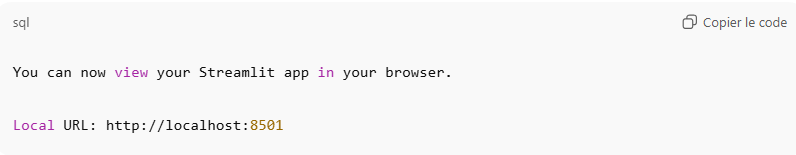 sql
Copier le code
You can now view your Streamlit app in your browser.
Local URL: http://localhost:8501